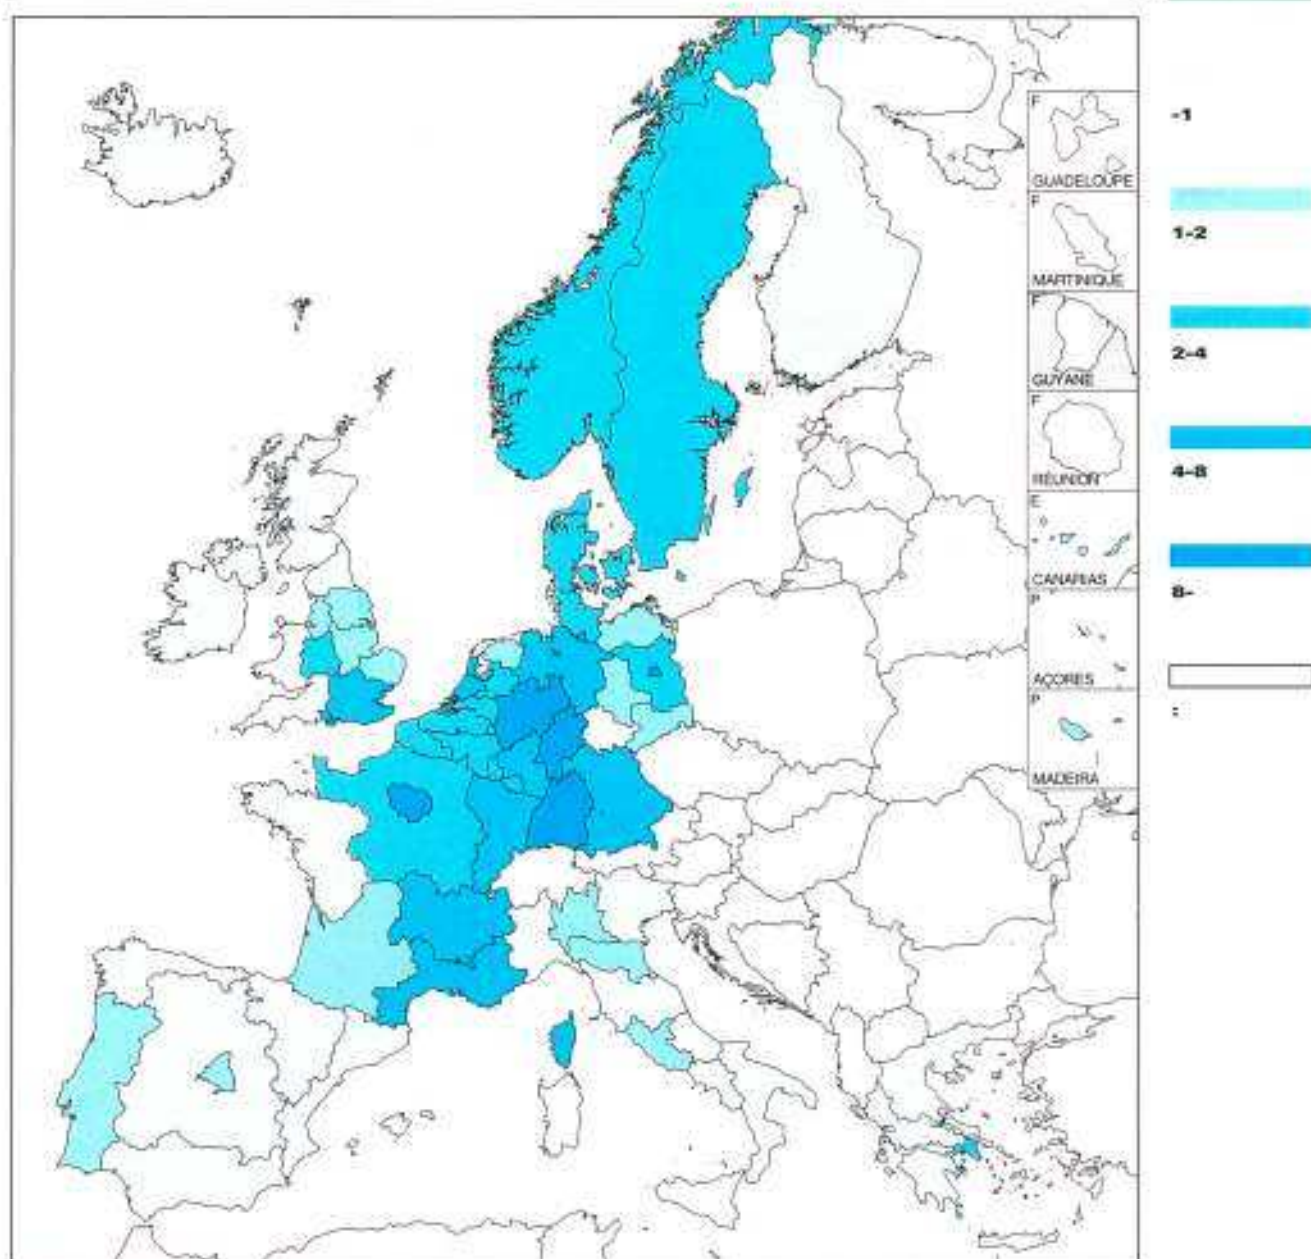 F
GUADELOUPE
F
MARTINIQUE
F
GUYANE
F
RÉUNION
E
CANARIAS
P
AÇORES
P
MADEIRA
-1
1-2
2-4
4-8
8-
: